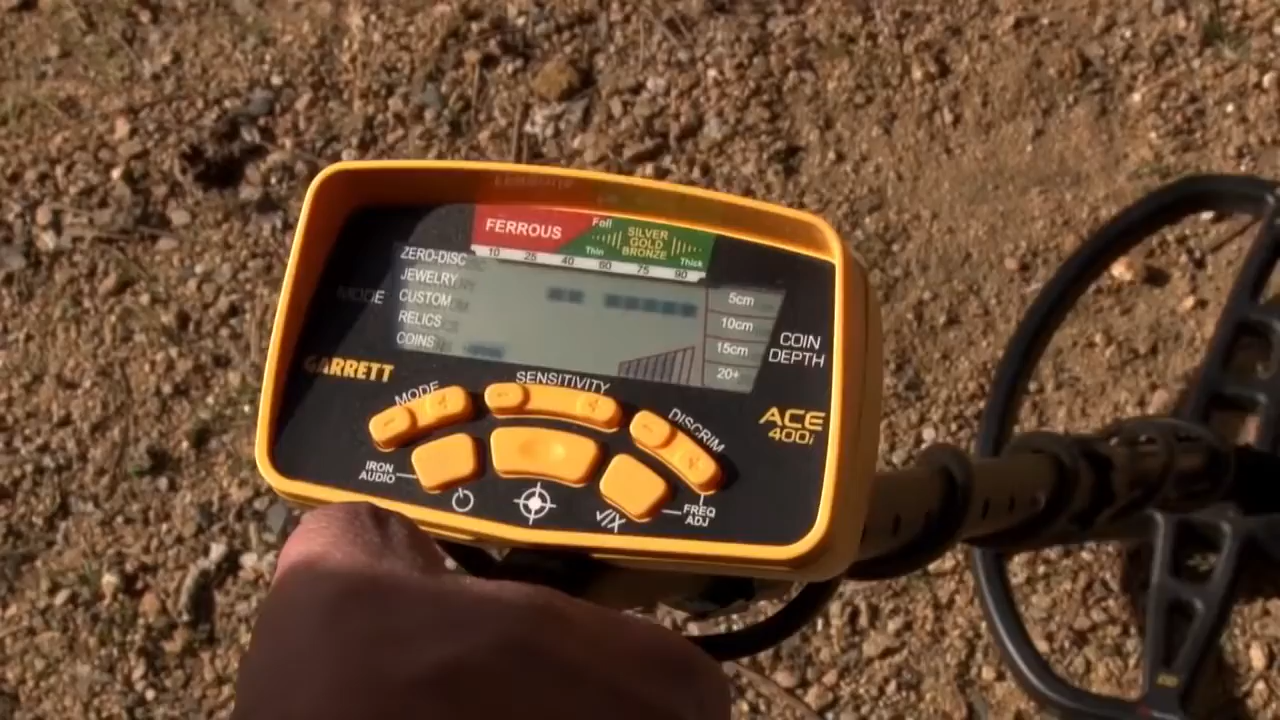 FERROUS
Foil
Thin
SILVER
GOLD
BRONZE
Thick
10 25 40 60 75 90
MODE
ZERO-DISC
JEWELRY
CUSTOM
RELICS
COINS
5cm
10cm
15cm
20+
COIN
DEPTH
GARRETT
MODE
SENSITIVITY
DISCRIM
ACE
400i
- +
- +
- +
IRON
AUDIO
√/X
FREQ
ADJ